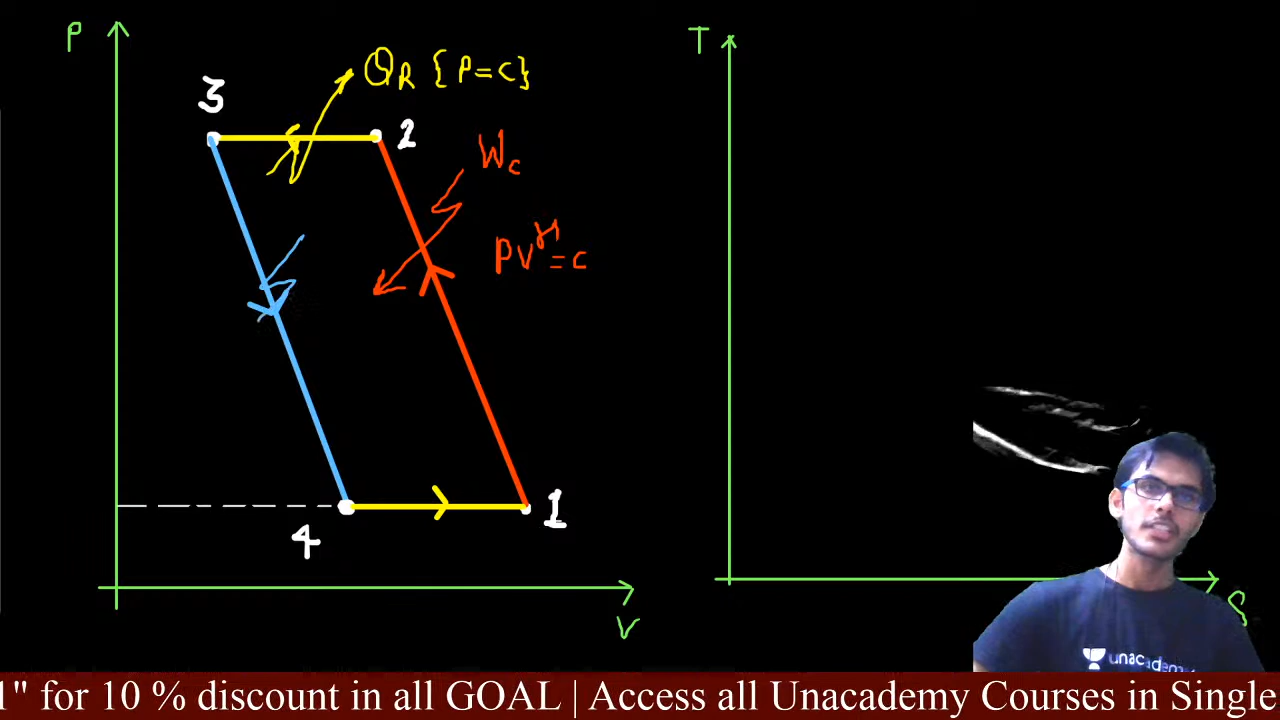 P
T
Q_R {P=C}
3
2
W_c
PV^γ=C
4
1
V
S
unacademy
1" for 10 % discount in all GOAL | Access all Unacademy Courses in Single